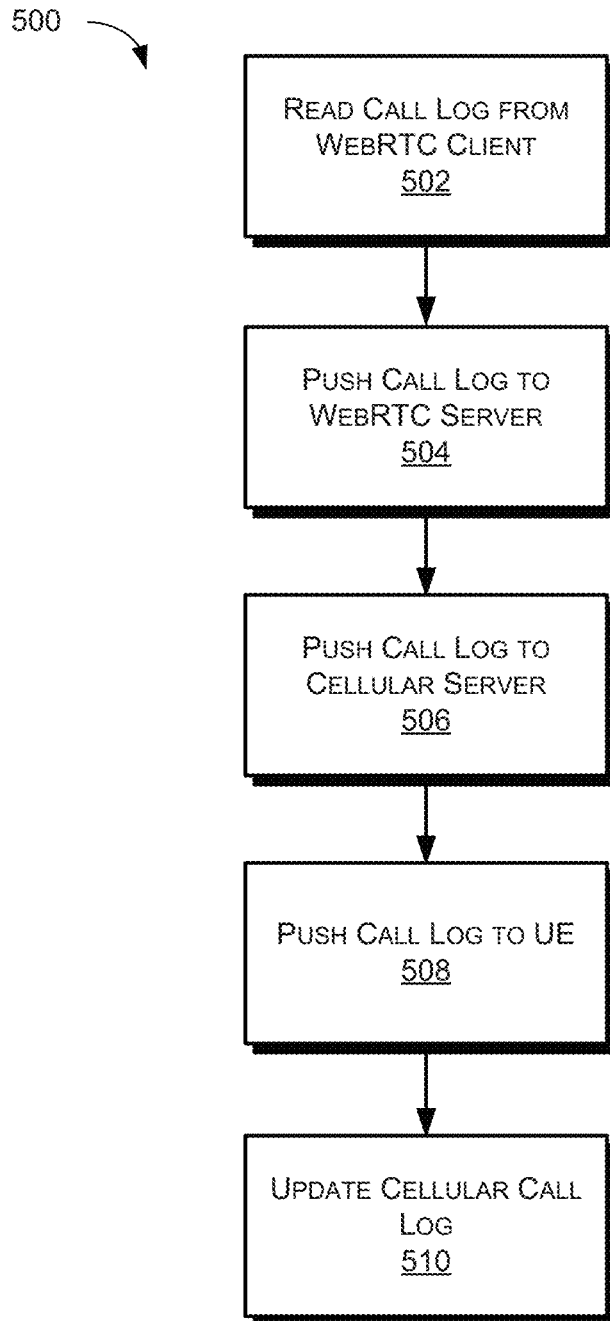 500
READ CALL LOG FROM
WEBRTC CLIENT
502
PUSH CALL LOG TO
WEBRTC SERVER
504
PUSH CALL LOG TO
CELLULAR SERVER
506
PUSH CALL LOG TO UE
508
UPDATE CELLULAR CALL
LOG
510